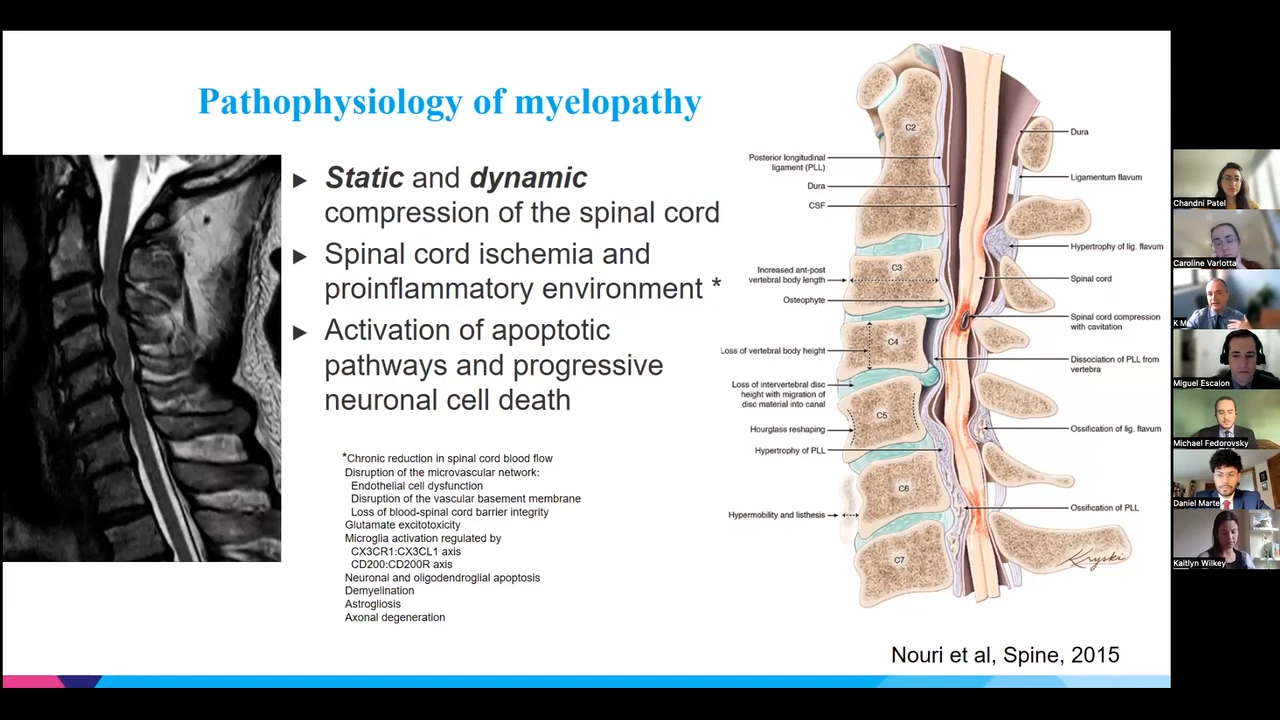 Pathophysiology of myelopathy
► Static and dynamic
compression of the spinal cord
► Spinal cord ischemia and
proinflammatory environment *
► Activation of apoptotic
pathways and progressive
neuronal cell death
*Chronic reduction in spinal cord blood flow
Disruption of the microvascular network:
Endothelial cell dysfunction
Disruption of the vascular basement membrane
Loss of blood-spinal cord barrier integrity
Glutamate excitotoxicity
Microglia activation regulated by
CX3CR1:CX3CL1 axis
CD200:CD200R axis
Neuronal and oligodendroglial apoptosis
Demyelination
Astrogliosis
Axonal degeneration
Posterior longitudinal
ligament (PLL)
Dura
CSF
Increased ant-post
vertebral body length
Osteophyte
Loss of vertebral body height
Loss of intervertebral disc
height with migration of
disc material into canal
Hourglass reshaping
Hypertrophy of PLL
Hypermobility and listhesis
C2
C3
C4
C5
C6
C7
Dura
Ligamentum flavum
Hypertrophy of lig. flavum
Spinal cord
Spinal cord compression
with cavitation
Dissociation of PLL from
vertebra
Ossification of lig. flavum
Ossification of PLL
Kryski
Nouri et al, Spine, 2015
Chandni Patel
Caroline Varlotta
K M
Miguel Escalon
Michael Fedorovsky
Daniel Marte
Kaitlyn Wilkey